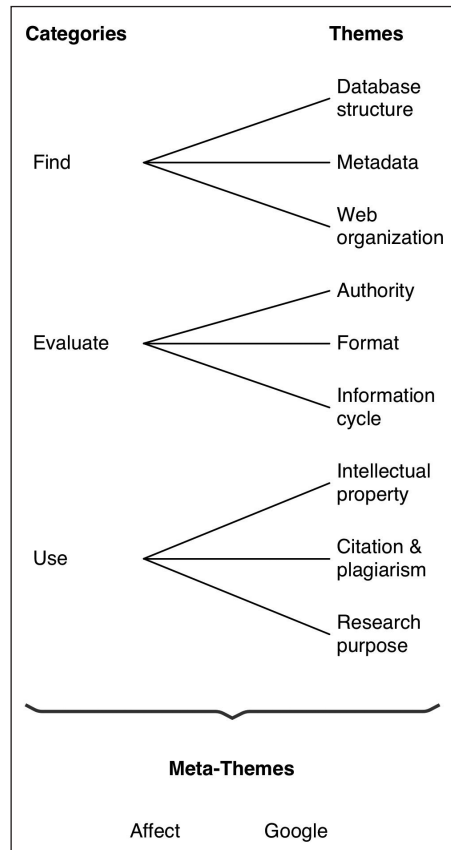 Categories Themes
Database
structure
Find Metadata
Web
organization
Authority
Evaluate Format
Information
cycle
Intellectual
property
Use Citation &
plagiarism
Research
purpose
Meta-Themes
Affect Google